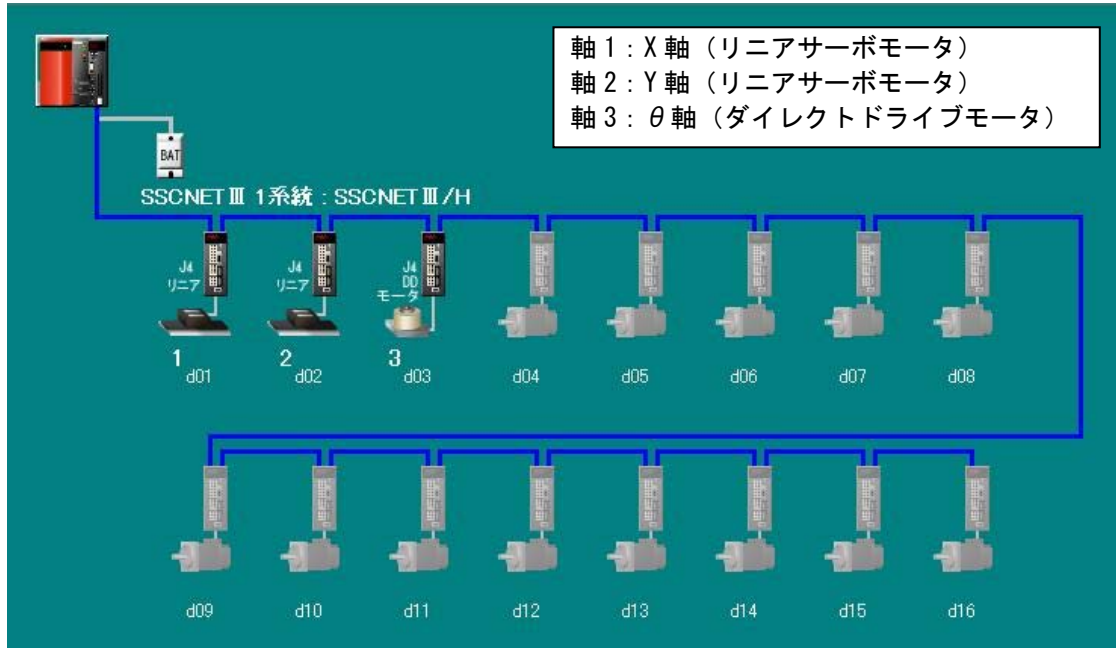 軸1:X軸(リニアサーボモータ)
軸2:Y軸(リニアサーボモータ)
軸3:θ軸(ダイレクトドライブモータ)
BAT
SSCNETⅢ 1系統:SSCNETⅢ/H
J4
リニア
J4
リニア
J4
DD
モータ
1
d01
2
d02
3
d03
d04
d05
d06
d07
d08
d09
d10
d11
d12
d13
d14
d15
d16